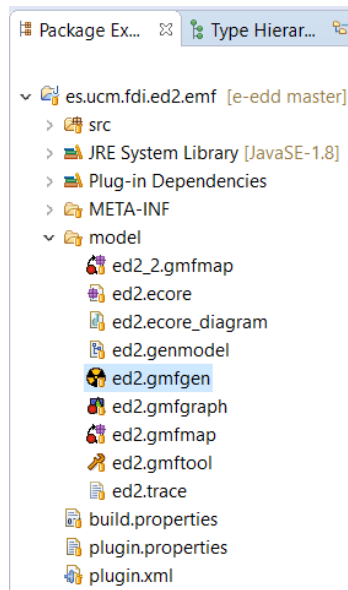 Package Ex... Type Hierar...
es.ucm.fdi.ed2.emf [e-edd master]
src
JRE System Library [JavaSE-1.8]
Plug-in Dependencies
META-INF
model
ed2_2.gmfmap
ed2.ecore
ed2.ecore_diagram
ed2.genmodel
ed2.gmfgen
ed2.gmfgraph
ed2.gmfmap
ed2.gmftool
ed2.trace
build.properties
plugin.properties
plugin.xml